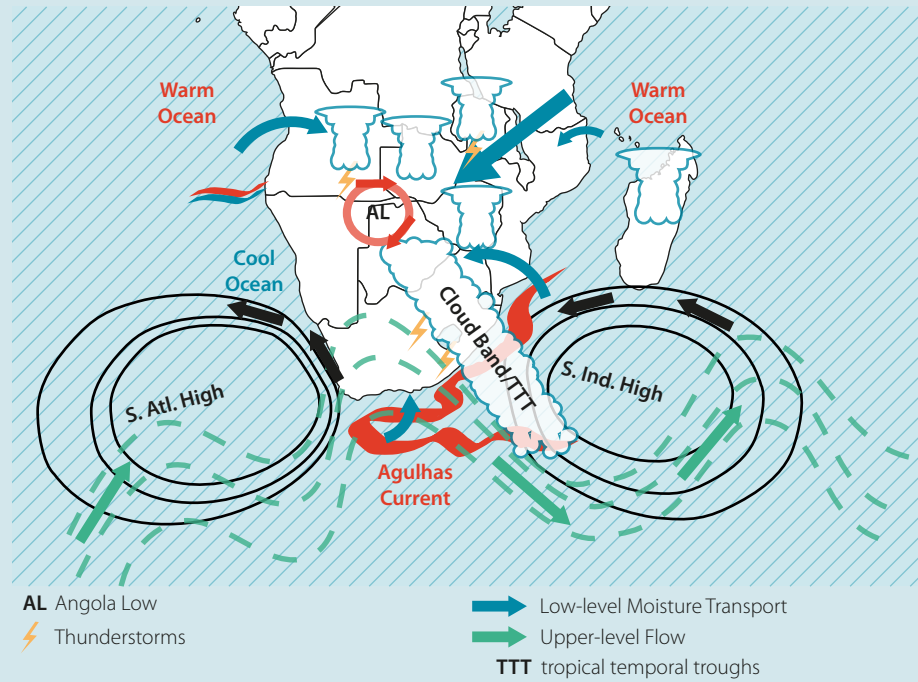 Warm
Ocean
Warm
Ocean
AL
Cool
Ocean
Cloud Band/TTT
S. Atl. High
S. Ind. High
Agulhas
Current
AL Angola Low
Thunderstorms
Low-level Moisture Transport
Upper-level Flow
TTT tropical temporal troughs